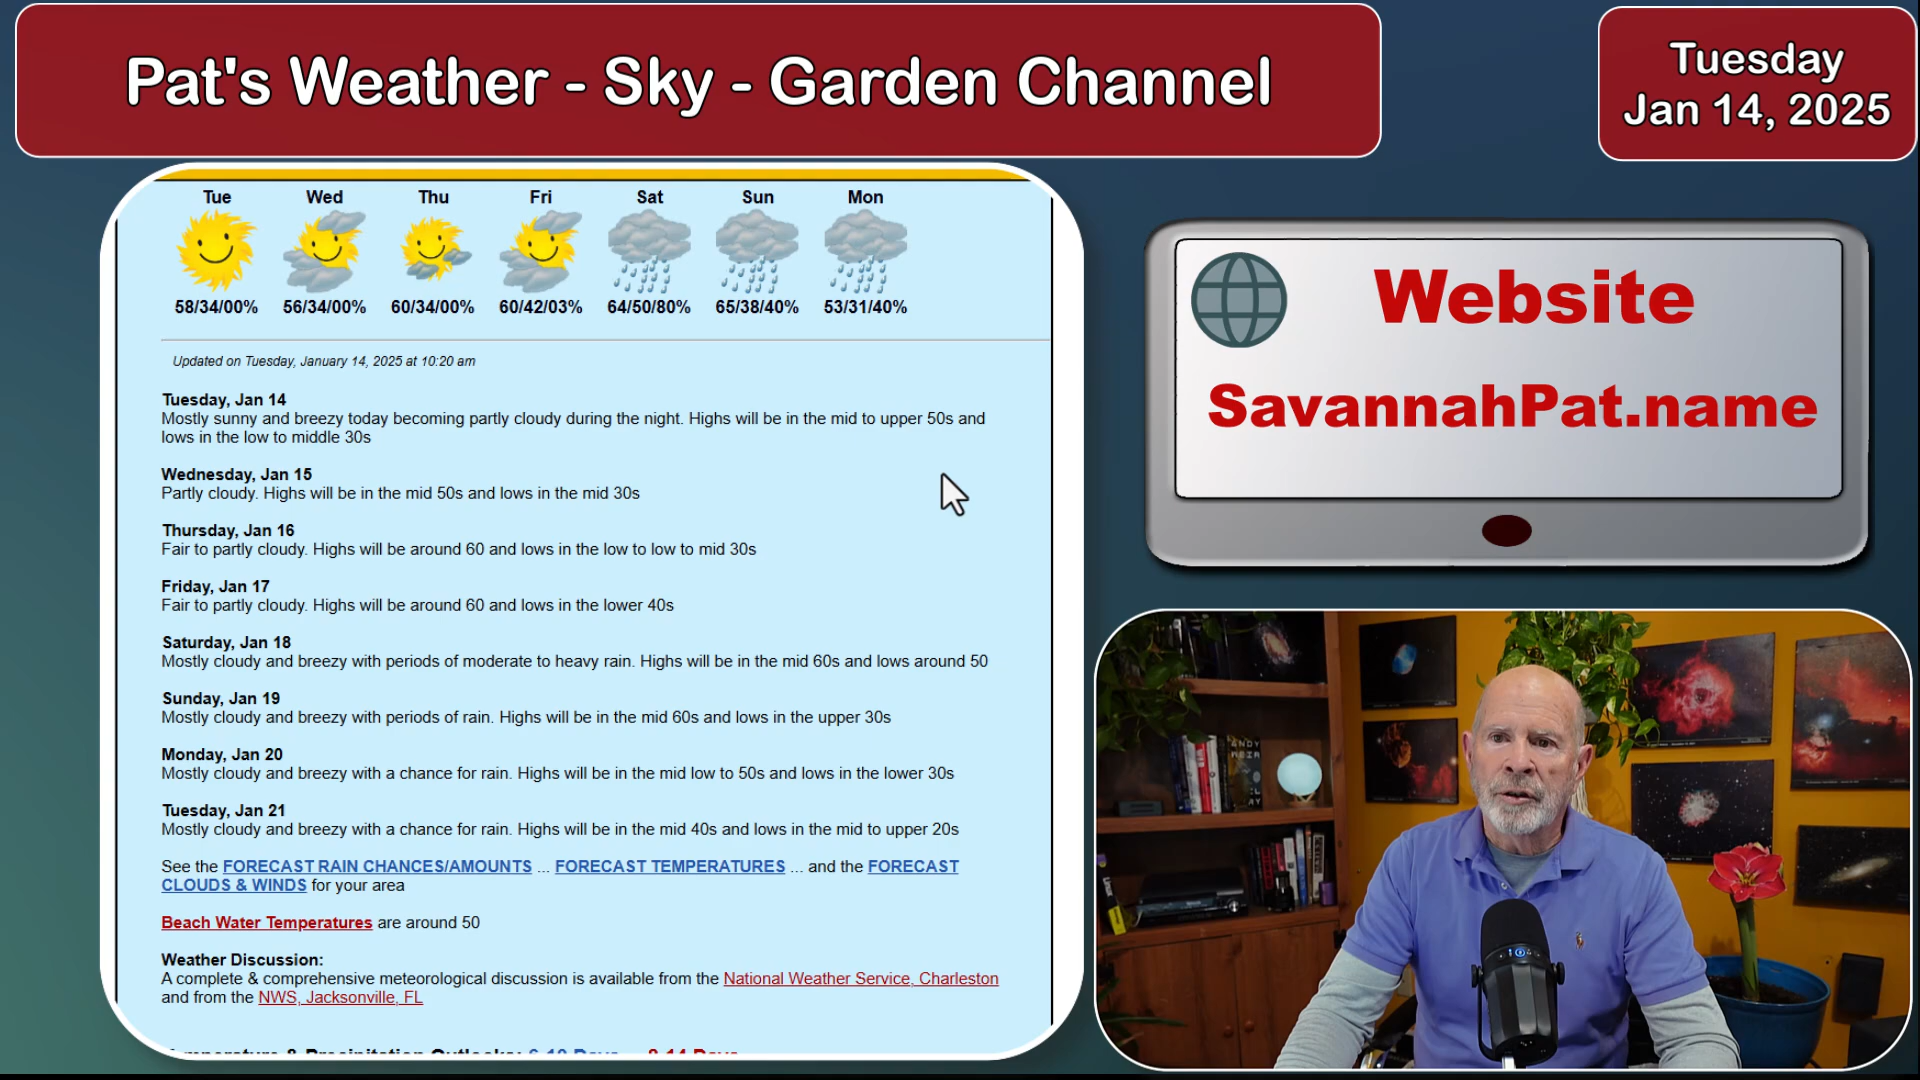 Pat's Weather - Sky - Garden Channel
Tuesday
Jan 14, 2025
Tue Wed Thu Fri Sat Sun Mon
58/34/00% 56/34/00% 60/34/00% 60/42/03% 64/50/80% 65/38/40% 53/31/40%
Updated on Tuesday, January 14, 2025 at 10:20 am
Tuesday, Jan 14
Mostly sunny and breezy today becoming partly cloudy during the night. Highs will be in the mid to upper 50s and
lows in the low to middle 30s
Wednesday, Jan 15
Partly cloudy. Highs will be in the mid 50s and lows in the mid 30s
Thursday, Jan 16
Fair to partly cloudy. Highs will be around 60 and lows in the low to low to mid 30s
Friday, Jan 17
Fair to partly cloudy. Highs will be around 60 and lows in the lower 40s
Saturday, Jan 18
Mostly cloudy and breezy with periods of moderate to heavy rain. Highs will be in the mid 60s and lows around 50
Sunday, Jan 19
Mostly cloudy and breezy with periods of rain. Highs will be in the mid 60s and lows in the upper 30s
Monday, Jan 20
Mostly cloudy and breezy with a chance for rain. Highs will be in the mid low to 50s and lows in the lower 30s
Tuesday, Jan 21
Mostly cloudy and breezy with a chance for rain. Highs will be in the mid 40s and lows in the mid to upper 20s
See the FORECAST RAIN CHANCES/AMOUNTS ... FORECAST TEMPERATURES ... and the FORECAST
CLOUDS & WINDS for your area
Beach Water Temperatures are around 50
Weather Discussion:
A complete & comprehensive meteorological discussion is available from the National Weather Service, Charleston
and from the NWS, Jacksonville, FL
Website
SavannahPat.name
ANDY
WEIR